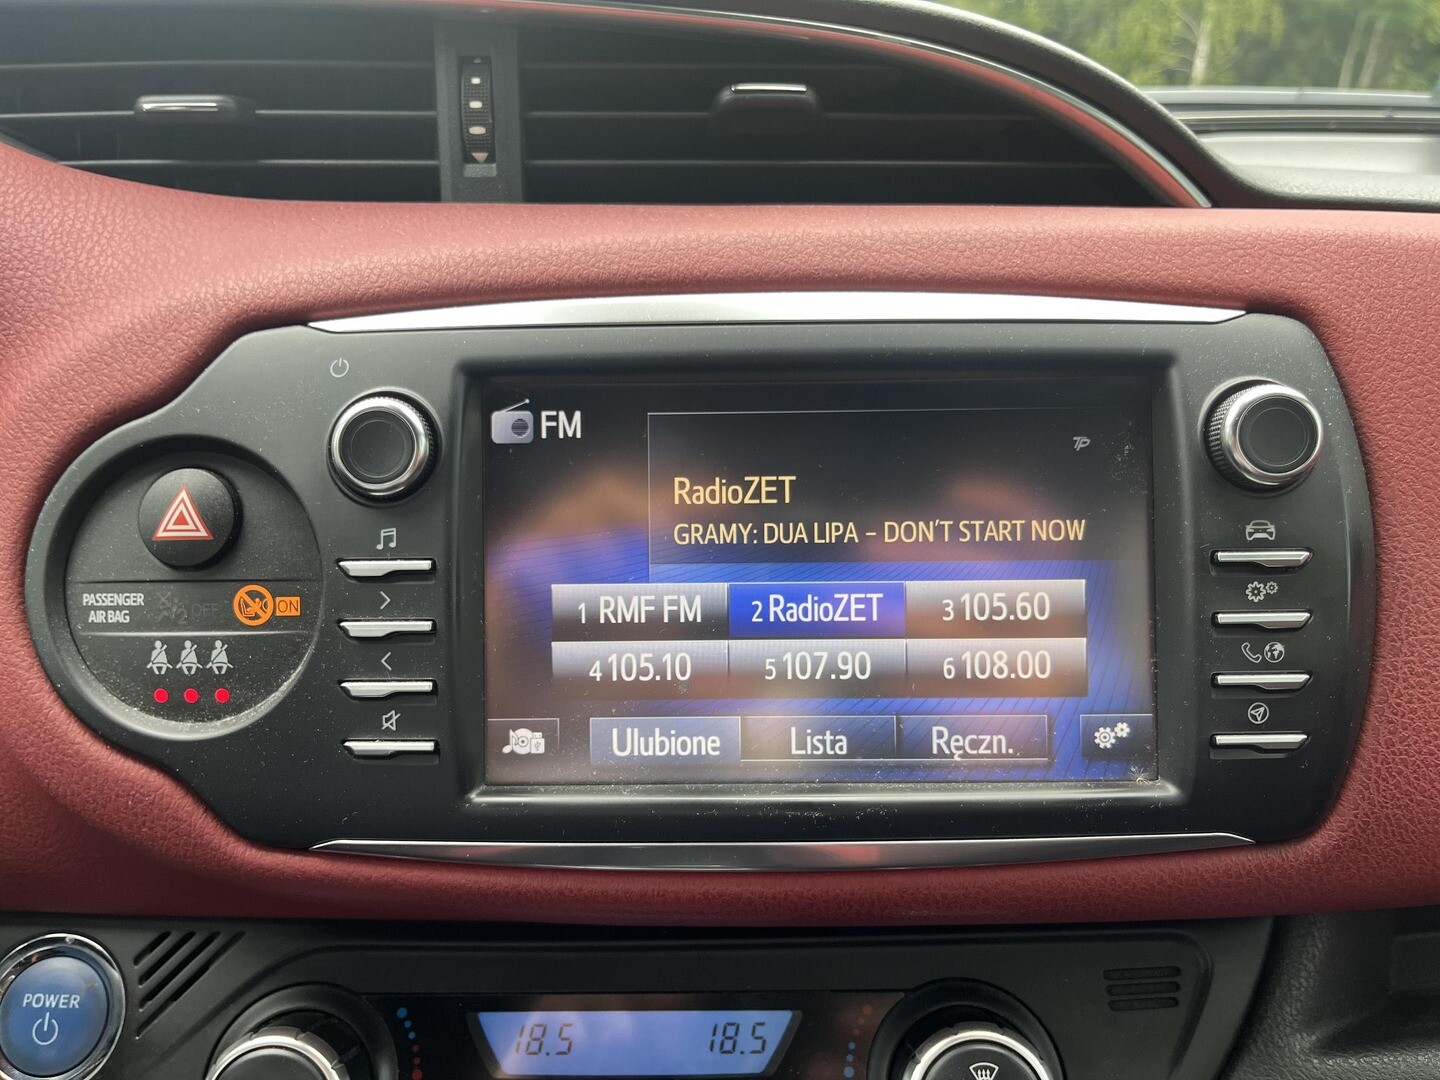 FM
TP
RadioZET
GRAMY: DUA LIPA - DON'T START NOW
1 RMF FM 2 RadioZET 3 105.60
4 105.10 5 107.90 6 108.00
Ulubione Lista Ręczn.
PASSENGER
AIR BAG
OFF
ON
POWER
18.5 18.5